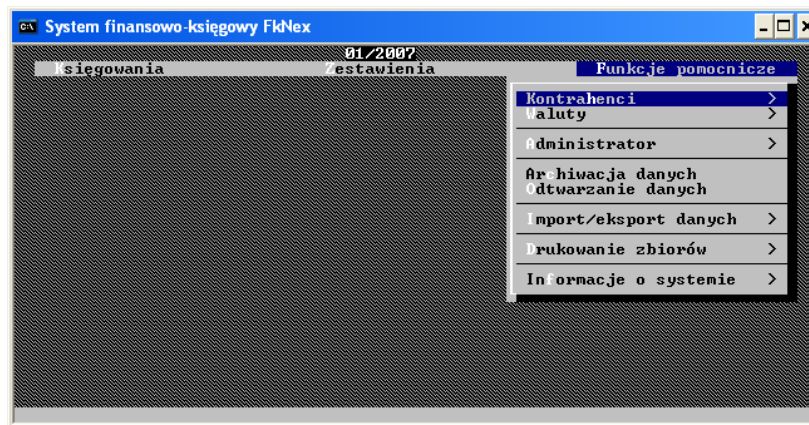 System finansowo-księgowy FkNex
01/2007
Księgowania Zestawienia Funkcje pomocnicze
Kontrahenci >
Waluty >
Administrator >
Archiwacja danych
Odtwarzanie danych
Import/eksport danych >
Drukowanie zbiorów >
Informacje o systemie >